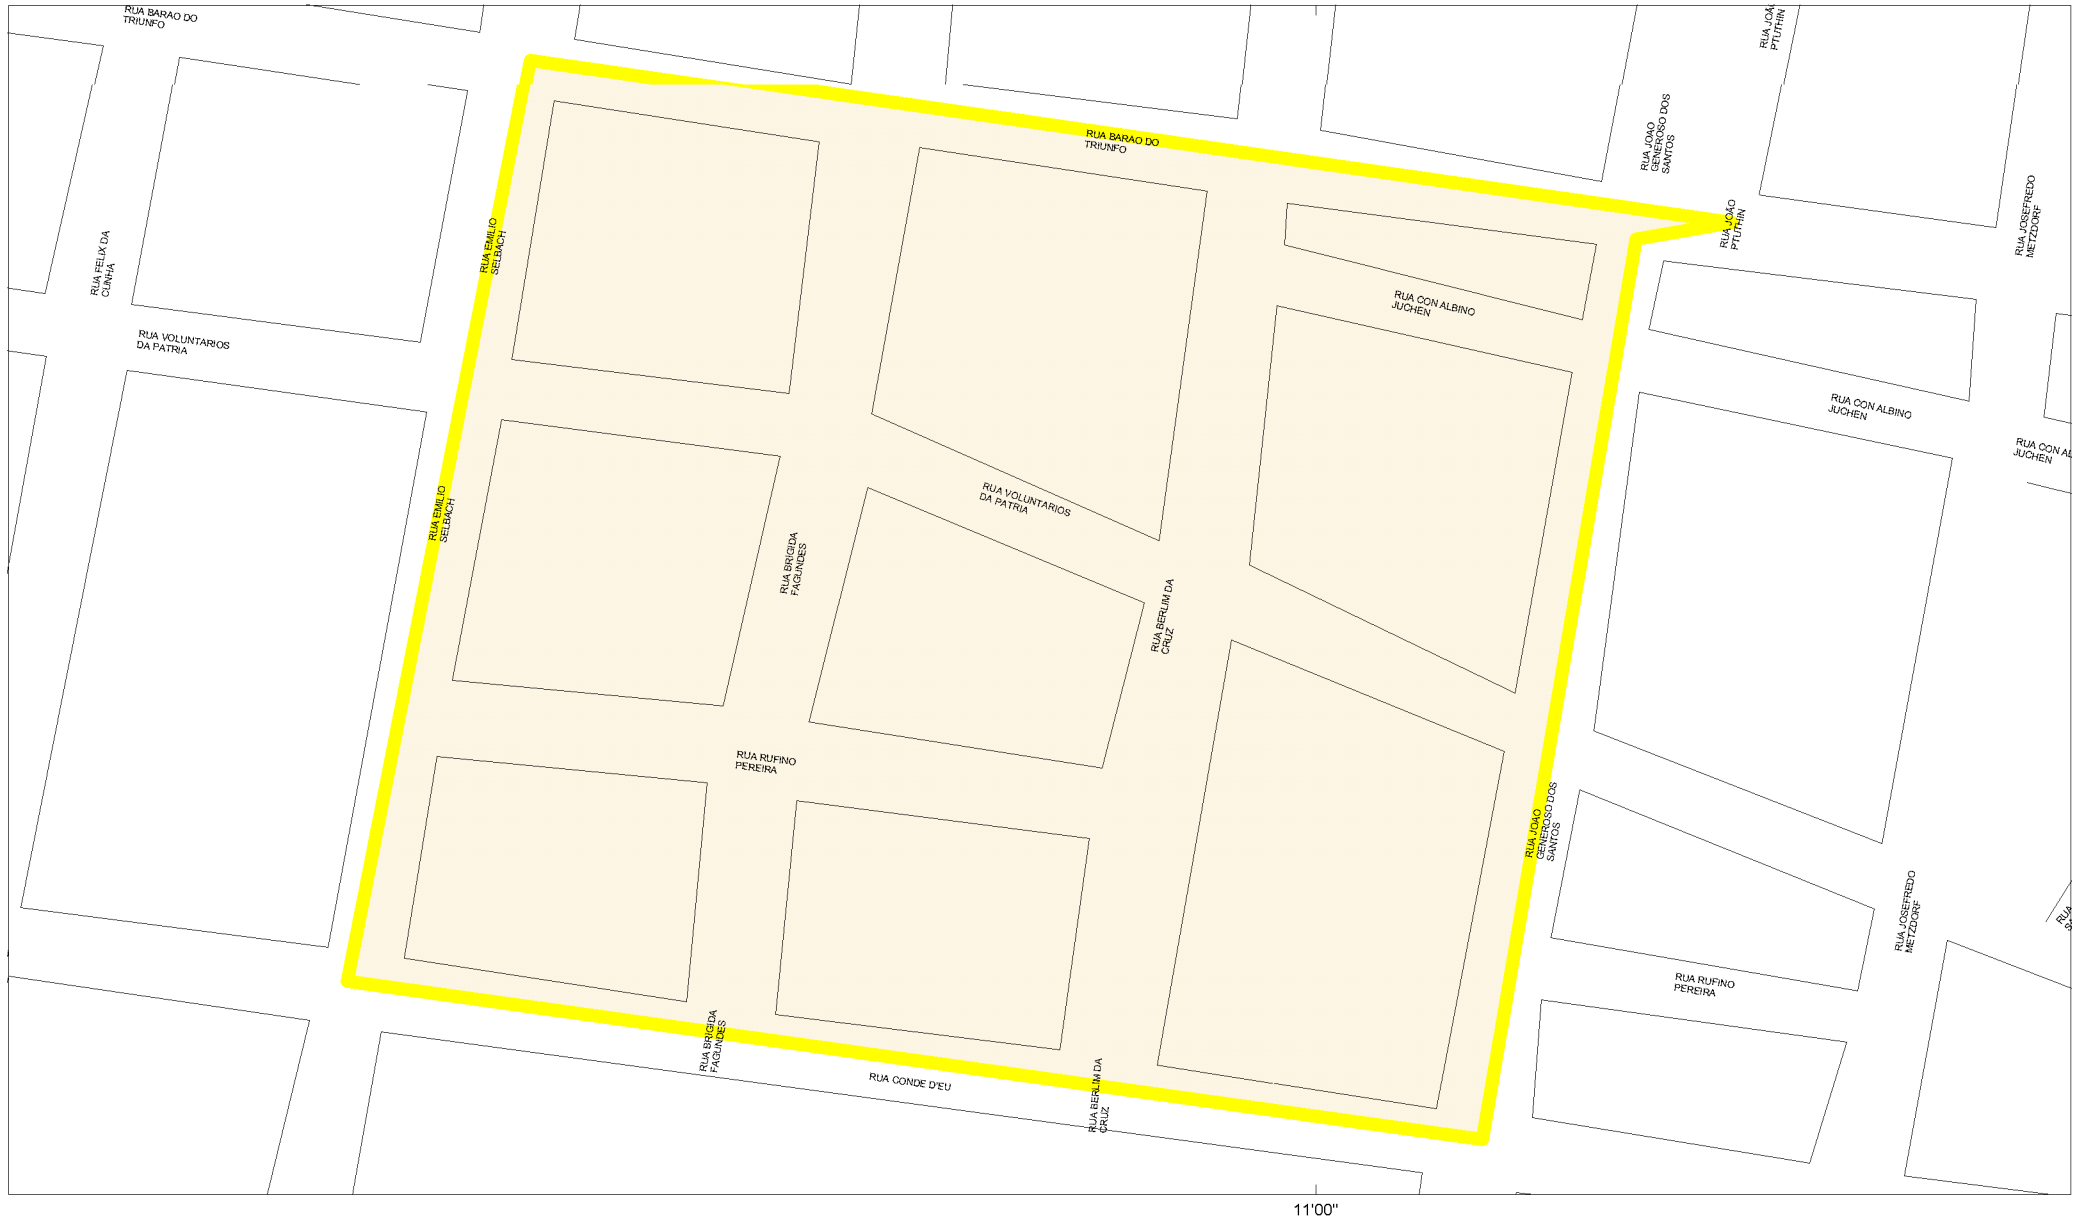 RUA BARAO DO
TRIUNFO
RUA JOÃO
PTUTHIN
RUA JOAO
GENEROSO DOS
SANTOS
RUA BARAO DO
TRIUNFO
RUA JOSEFREDO
METZDORF
RUA JOÃO
PTUTHIN
RUA EMILIO
SELBACH
RUA FELIX DA
CUNHA
RUA CON ALBINO
JUCHEN
RUA VOLUNTARIOS
DA PATRIA
RUA CON ALBINO
JUCHEN
RUA CON AL
JUCHEN
RUA EMILIO
SELBACH
RUA VOLUNTARIOS
DA PATRIA
RUA BRIGIDA
FAGUNDES
RUA BERLIM DA
CRUZ
RUA RUFINO
PEREIRA
RUA JOAO
GENEROSO DOS
SANTOS
RUA JOSEFREDO
METZDORF
RUA
RUA RUFINO
PEREIRA
RUA BRIGIDA
FAGUNDES
RUA CONDE D'EU
RUA BERLIM DA
CRUZ
11'00"